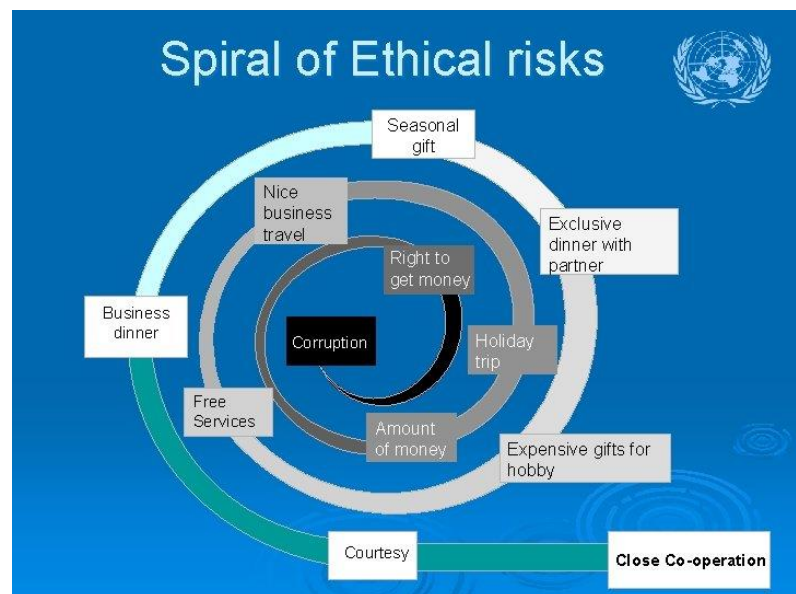 Spiral of Ethical risks
Seasonal
gift
Nice
business
travel
Exclusive
dinner with
partner
Right to
get money
Business
dinner
Corruption
Holiday
trip
Free
Services
Amount
of money
Expensive gifts for
hobby
Courtesy
Close Co-operation